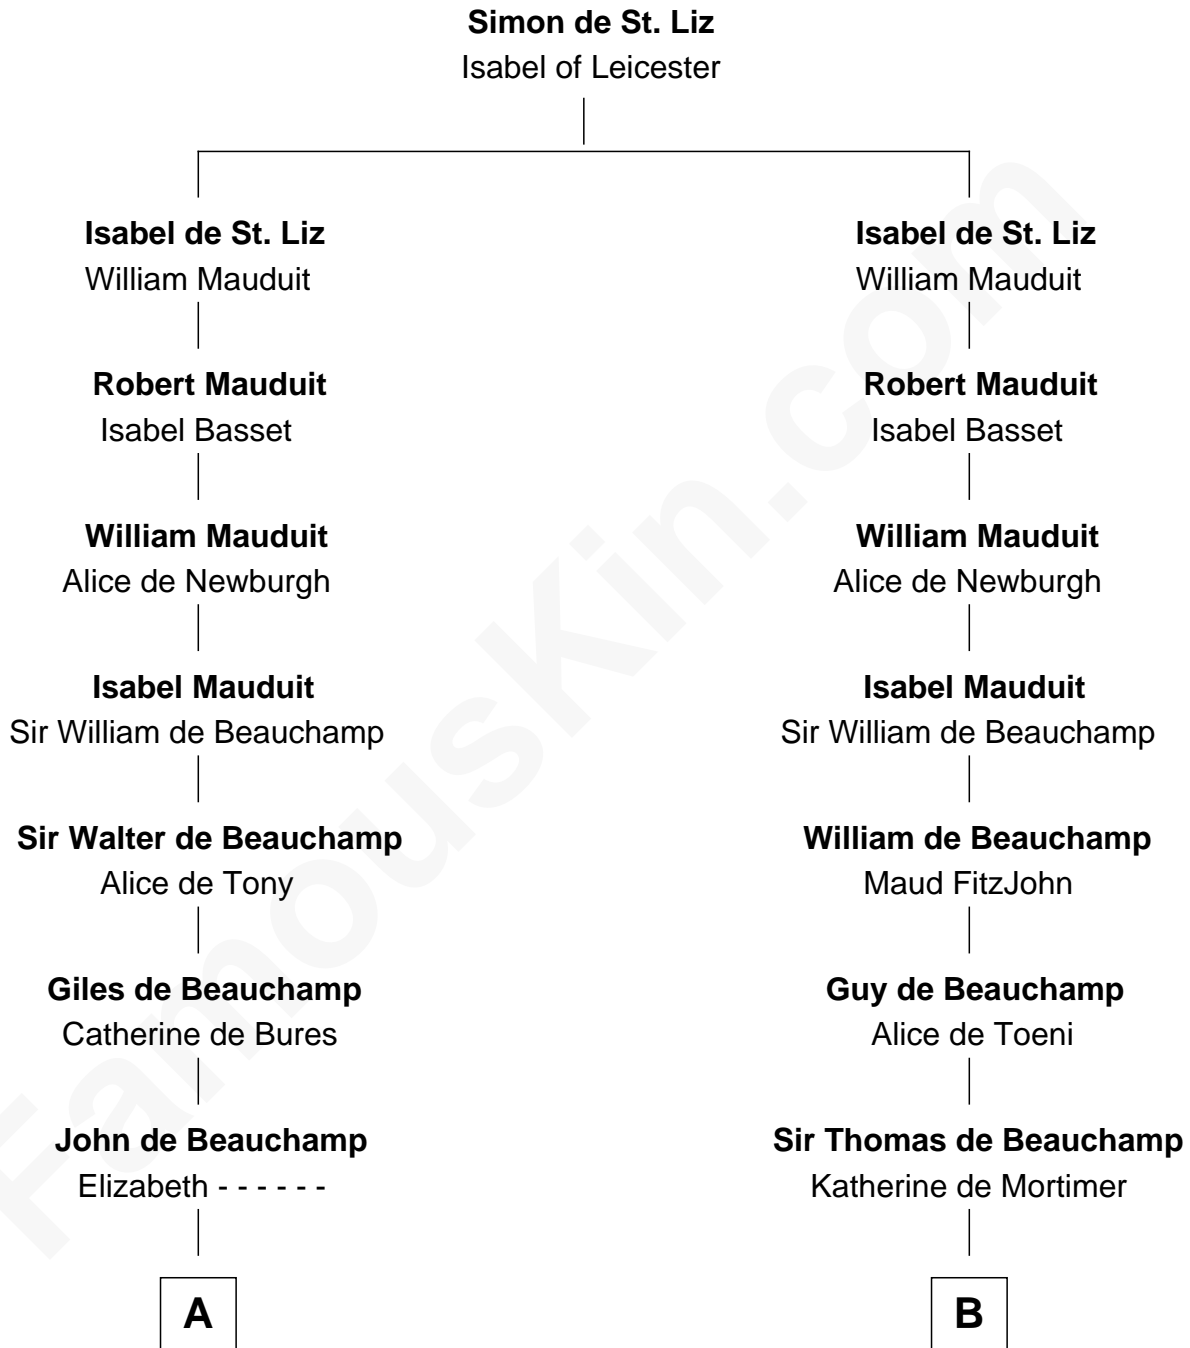 Simon de St. Liz
Isabel of Leicester
Isabel de St. Liz
William Mauduit
Isabel de St. Liz
William Mauduit
Robert Mauduit
Isabel Basset
Robert Mauduit
Isabel Basset
William Mauduit
Alice de Newburgh
William Mauduit
Alice de Newburgh
Isabel Mauduit
Sir William de Beauchamp
Isabel Mauduit
Sir William de Beauchamp
Sir Walter de Beauchamp
Alice de Tony
William de Beauchamp
Maud FitzJohn
Giles de Beauchamp
Catherine de Bures
Guy de Beauchamp
Alice de Toeni
John de Beauchamp
Elizabeth - - - - - -
Sir Thomas de Beauchamp
Katherine de Mortimer
A
B
FamousKin.com